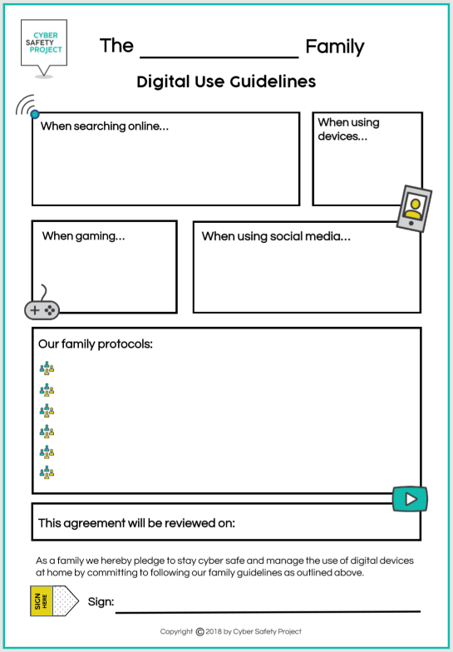 CYBER
SAFETY
PROJECT
The ____________ Family
Digital Use Guidelines
When searching online...
When using
devices...
When gaming...
When using social media...
Our family protocols:
This agreement will be reviewed on:
As a family we hereby pledge to stay cyber safe and manage the use of digital devices
at home by committing to following our family guidelines as outlined above.
SIGN
HERE
Sign: ____________
Copyright ©2018 by Cyber Safety Project